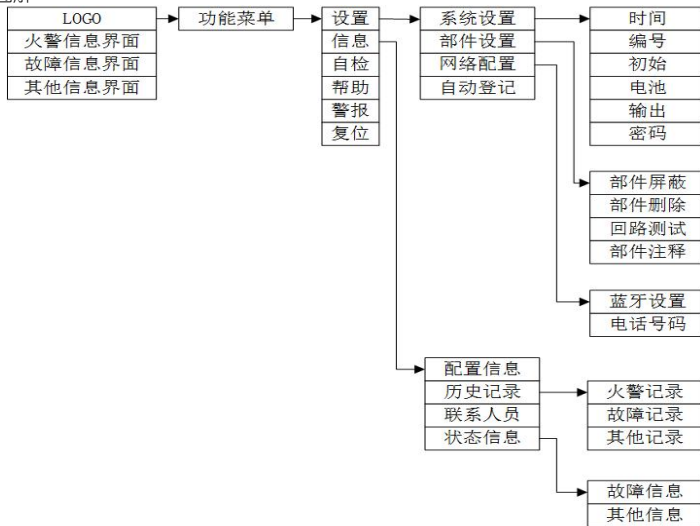 LOGO
火警信息界面
故障信息界面
其他信息界面
功能菜单
设置
信息
自检
帮助
警报
复位
系统设置
部件设置
网络配置
自动登记
时间
编号
初始
电池
输出
密码
部件屏蔽
部件删除
回路测试
部件注释
蓝牙设置
电话号码
配置信息
历史记录
联系人员
状态信息
火警记录
故障记录
其他记录
故障信息
其他信息